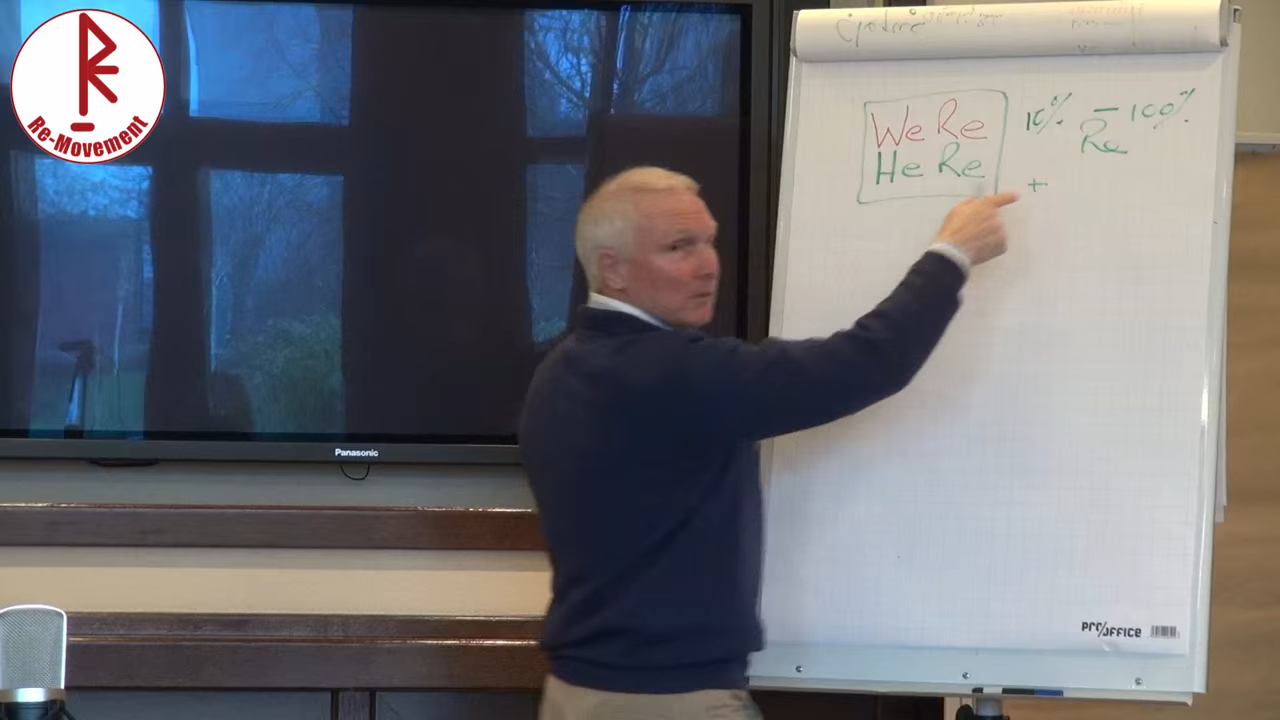 Re-Movement
We Re
He Re
10% - 100%
Re
+
Panasonic
PRO/OFFICE